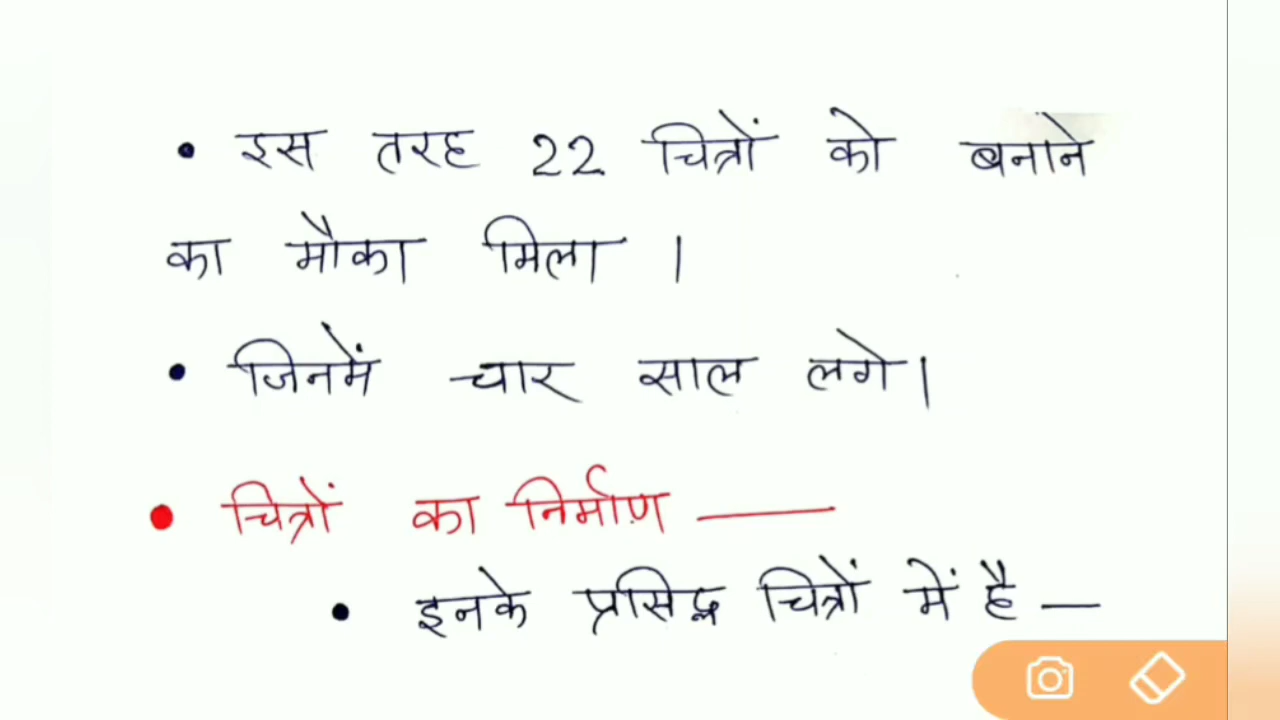 • इस तरह 22 चित्रों को बनाने
का मौका मिला ।
• जिनमें चार साल लगे।
• चित्रों का निर्माण ——
• इनके प्रसिद्ध चित्रों में है —